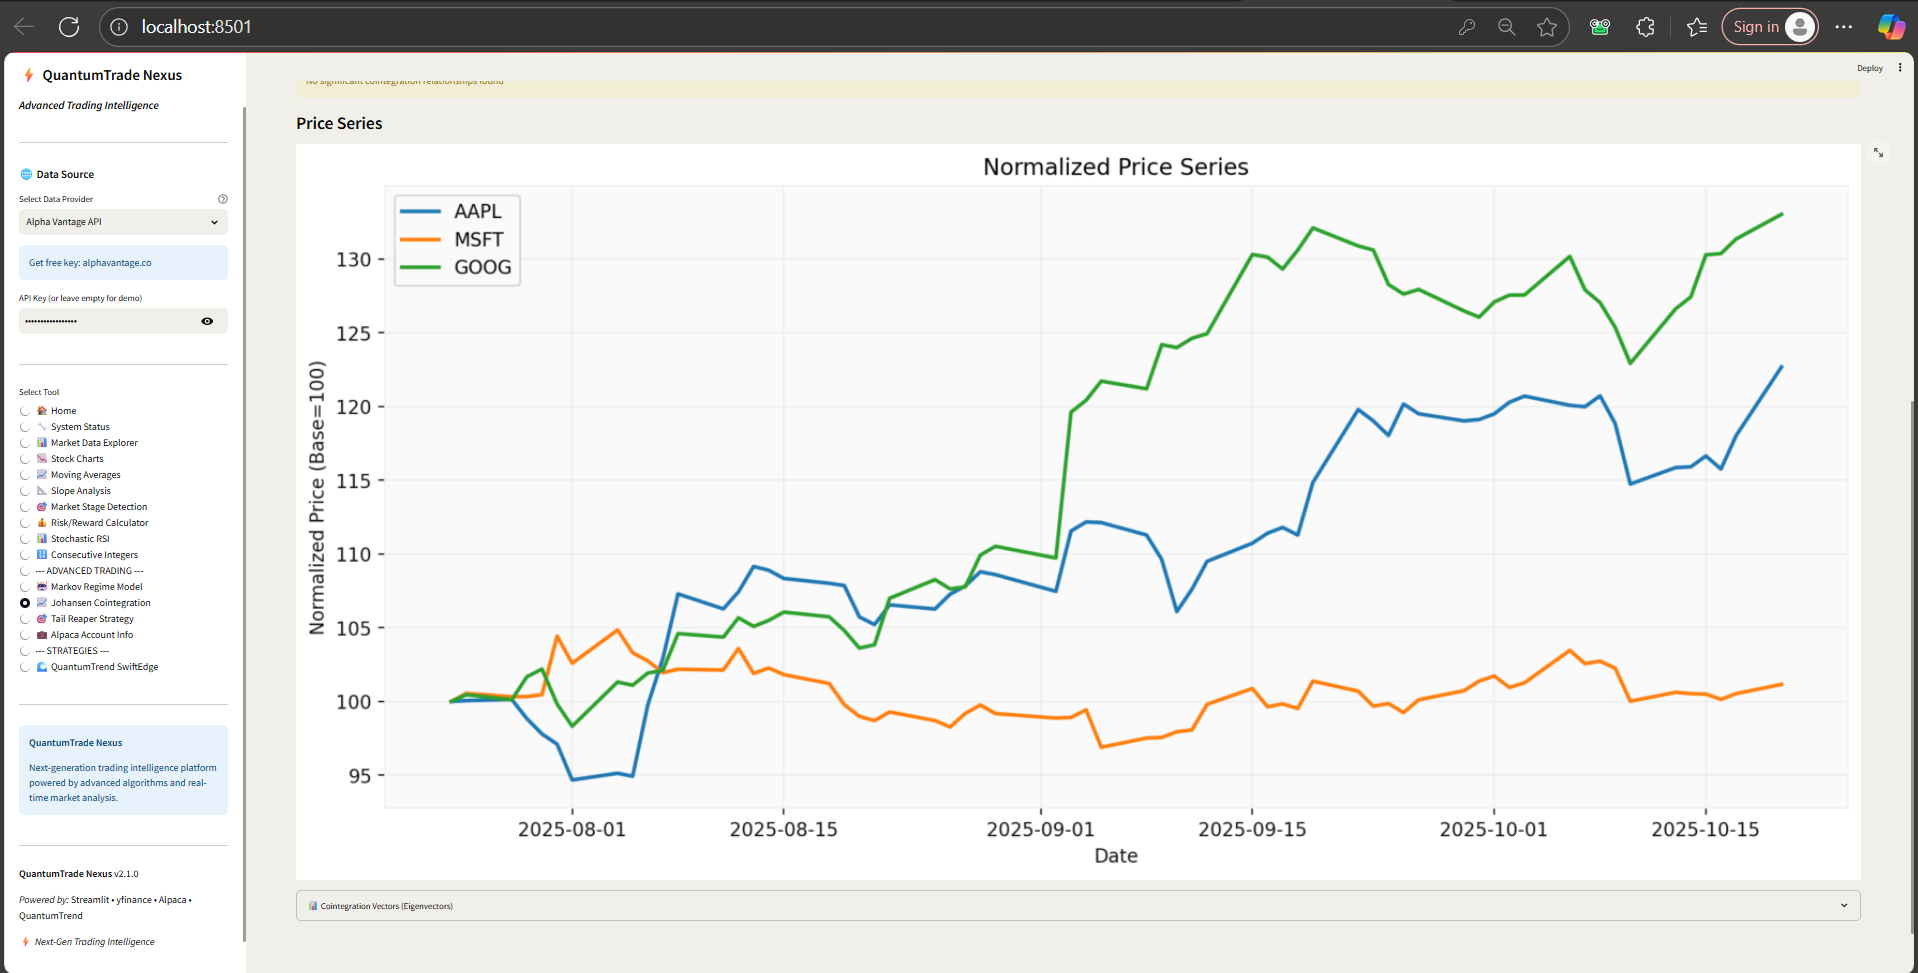 localhost:8501
Sign in
QuantumTrade Nexus
Advanced Trading Intelligence
Data Source
Select Data Provider
Alpha Vantage API
Get free key: alphavantage.co
API Key (or leave empty for demo)
••••••••••••••••
Select Tool
Home
System Status
Market Data Explorer
Stock Charts
Moving Averages
Slope Analysis
Market Stage Detection
Risk/Reward Calculator
Stochastic RSI
Consecutive Integers
--- ADVANCED TRADING ---
Markov Regime Model
Johansen Cointegration
Tail Reaper Strategy
Alpaca Account Info
--- STRATEGIES ---
QuantumTrend SwiftEdge
QuantumTrade Nexus
Next-generation trading intelligence platform
powered by advanced algorithms and real-
time market analysis.
QuantumTrade Nexus v2.1.0
Powered by: Streamlit • yfinance • Alpaca •
QuantumTrend
Next-Gen Trading Intelligence
Deploy
No significant cointegration relationships found
Price Series
Normalized Price Series
AAPL
MSFT
GOOG
Normalized Price (Base=100)
130
125
120
115
110
105
100
95
2025-08-01
2025-08-15
2025-09-01
2025-09-15
2025-10-01
2025-10-15
Date
Cointegration Vectors (Eigenvectors)